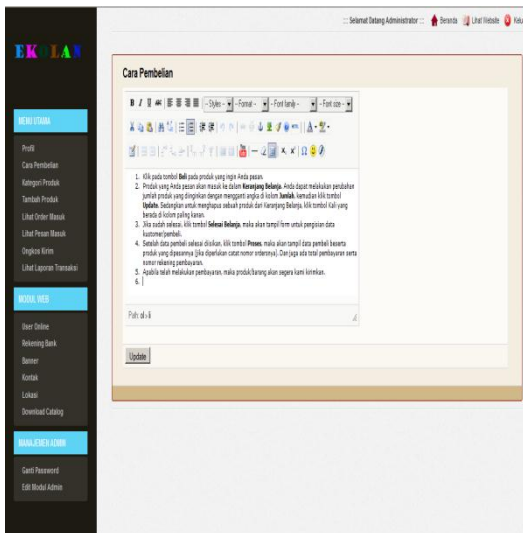 ::: Selamat Datang Administrator ::: Beranda Lihat Website Kelu
EKOLAN
Cara Pembelian
B I U ABC - Styles - - Format - - Font family - - Font size -
MENU UTAMA
Profil
Cara Pembelian
Kategori Produk
Tambah Produk
Lihat Order Masuk
Lihat Pesan Masuk
Ongkos Kirim
Lihat Laporan Transaksi
MODUL WEB
User Online
Rekening Bank
Banner
Kontak
Lokasi
Download Catalog
MANAJEMEN ADMIN
Ganti Password
Edit Modul Admin
1. Klik pada tombol Beli pada produk yang ingin Anda pesan.
2. Produk yang Anda pesan akan masuk ke dalam Keranjang Belanja. Anda dapat melakukan perubahan
jumlah produk yang diinginkan dengan mengganti angka di kolom Jumlah, kemudian klik tombol
Update. Sedangkan untuk menghapus sebuah produk dari Keranjang Belanja, klik tombol Kali yang
berada di kolom paling kanan.
3. Jika sudah selesai, klik tombol Selesai Belanja, maka akan tampil form untuk pengisian data
kustomer/pembeli.
4. Setelah data pembeli selesai diisikan, klik tombol Proses, maka akan tampil data pembeli beserta
produk yang dipesannya (jika diperlukan catat nomor ordersnya). Dan juga ada total pembayaran serta
nomor rekening pembayaran.
5. Apabila telah melakukan pembayaran, maka produk/barang akan segera kami kirimkan.
6.
Path: ol » li
Update